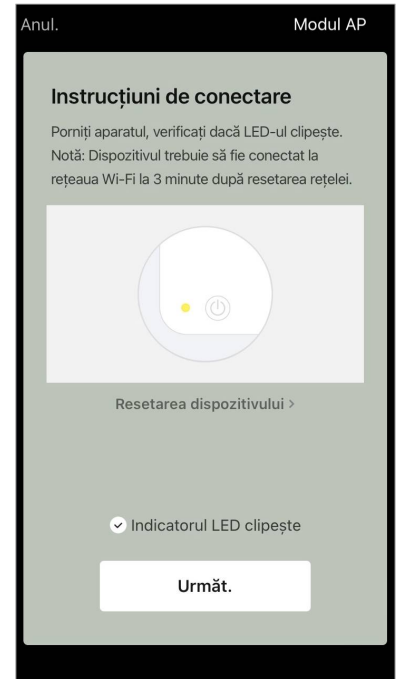 Anul.
Modul AP
Instrucțiuni de conectare
Porniți aparatul, verificați dacă LED-ul clipește.
Notă: Dispozitivul trebuie să fie conectat la
rețeaua Wi-Fi la 3 minute după resetarea rețelei.
Resetarea dispozitivului >
Indicatorul LED clipește
Următ.